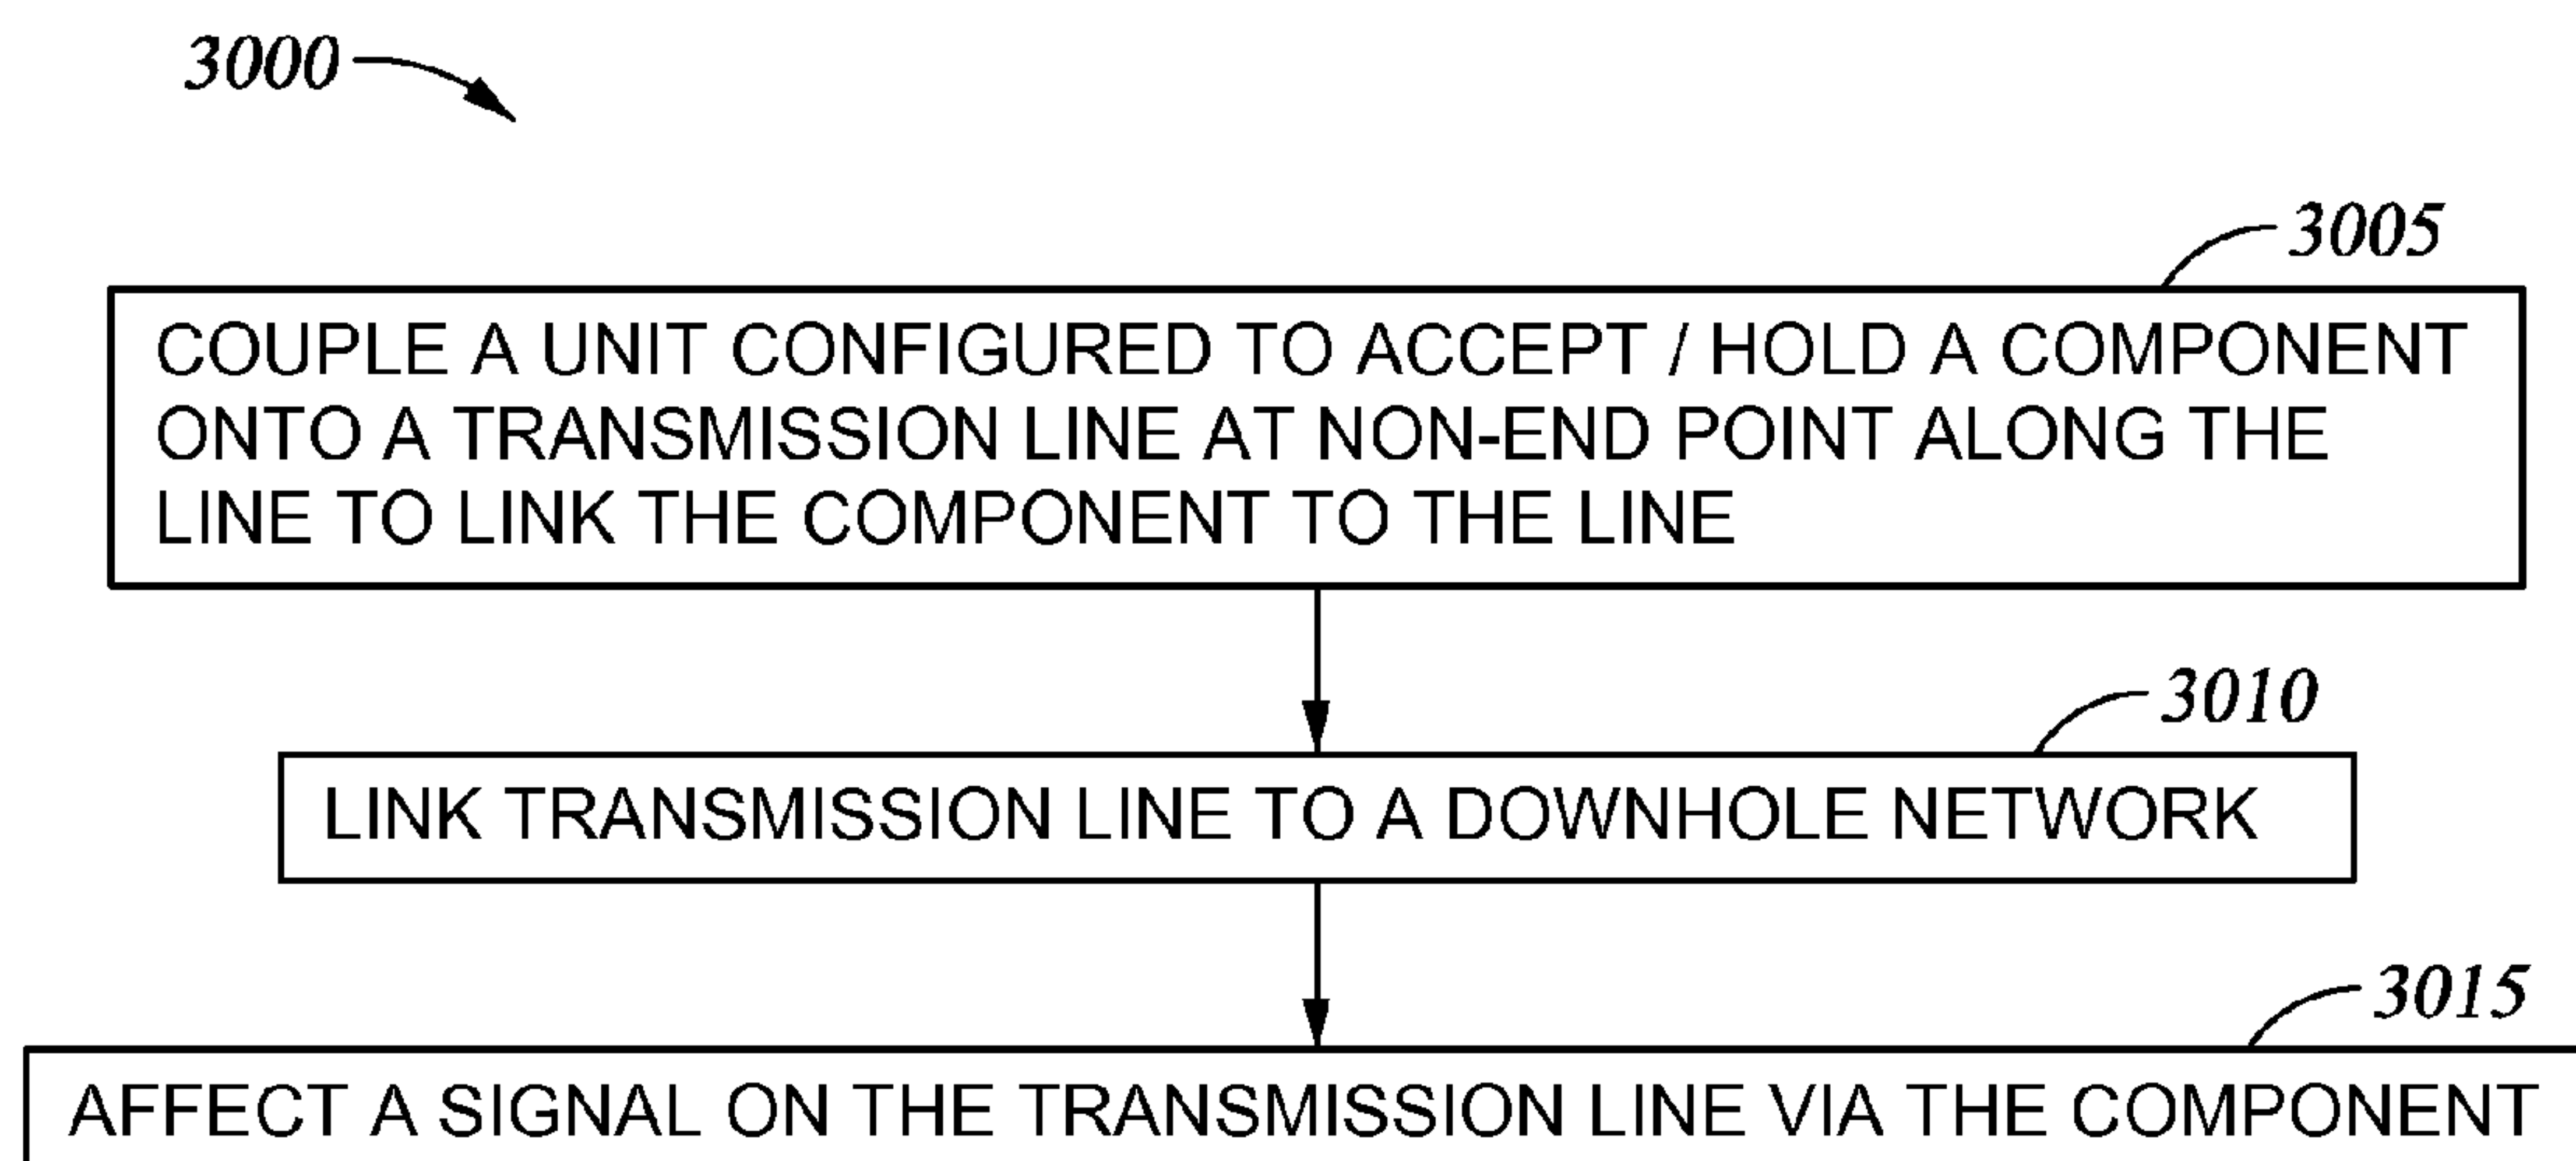 3000
3005
COUPLE A UNIT CONFIGURED TO ACCEPT / HOLD A COMPONENT
ONTO A TRANSMISSION LINE AT NON-END POINT ALONG THE
LINE TO LINK THE COMPONENT TO THE LINE
3010
LINK TRANSMISSION LINE TO A DOWNHOLE NETWORK
3015
AFFECT A SIGNAL ON THE TRANSMISSION LINE VIA THE COMPONENT